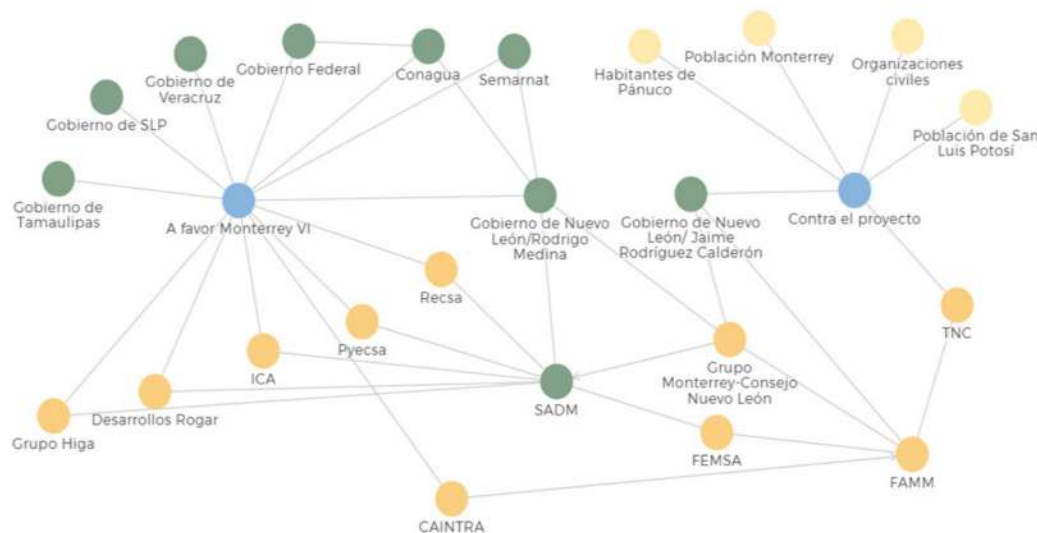 Gobierno Federal
Conagua
Semarnat
Gobierno de
Veracruz
Gobierno de SLP
Gobierno de
Tamaulipas
A favor Monterrey VI
Habitantes de
Pánuco
Población Monterrey
Organizaciones
civiles
Población de San
Luis Potosí
Contra el proyecto
Gobierno de Nuevo
León/Rodrigo
Medina
Gobierno de Nuevo
León/ Jaime
Rodríguez Calderón
Recsa
Pyecsa
ICA
Desarrollos Rogar
Grupo Higa
SADM
Grupo
Monterrey-Consejo
Nuevo León
TNC
FEMSA
FAMM
CAINTRA